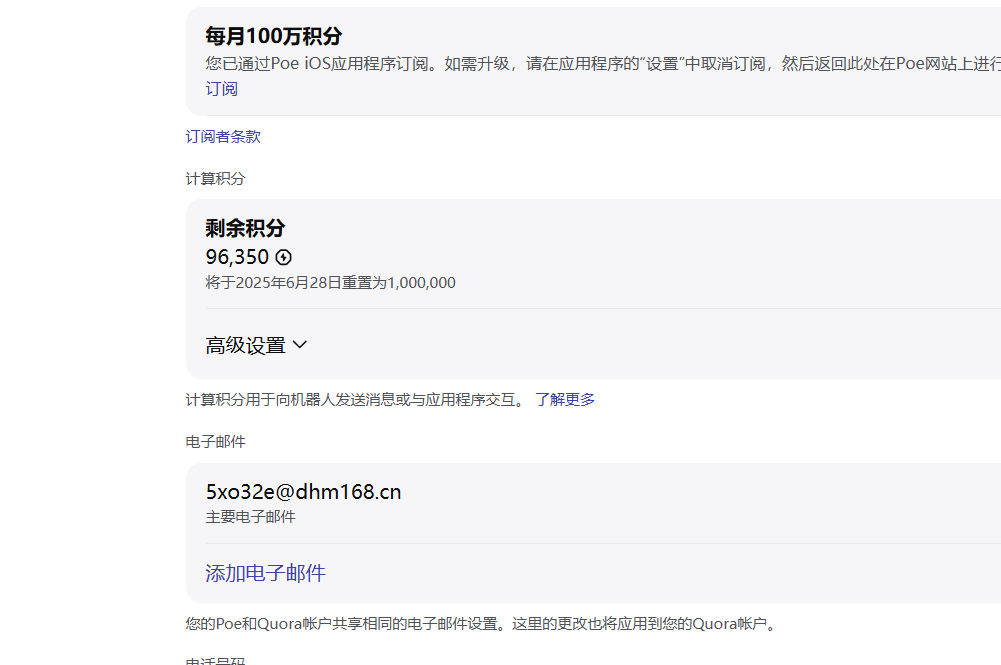 每月100万积分
您已通过Poe iOS应用程序订阅。如需升级，请在应用程序的“设置”中取消订阅，然后返回此处在Poe网站上进行
订阅
订阅者条款
计算积分
剩余积分
96,350
将于2025年6月28日重置为1,000,000
高级设置
计算积分用于向机器人发送消息或与应用程序交互。 了解更多
电子邮件
5xo32e@dhm168.cn
主要电子邮件
添加电子邮件
您的Poe和Quora帐户共享相同的电子邮件设置。这里的更改也将应用到您的Quora帐户。
电话号码